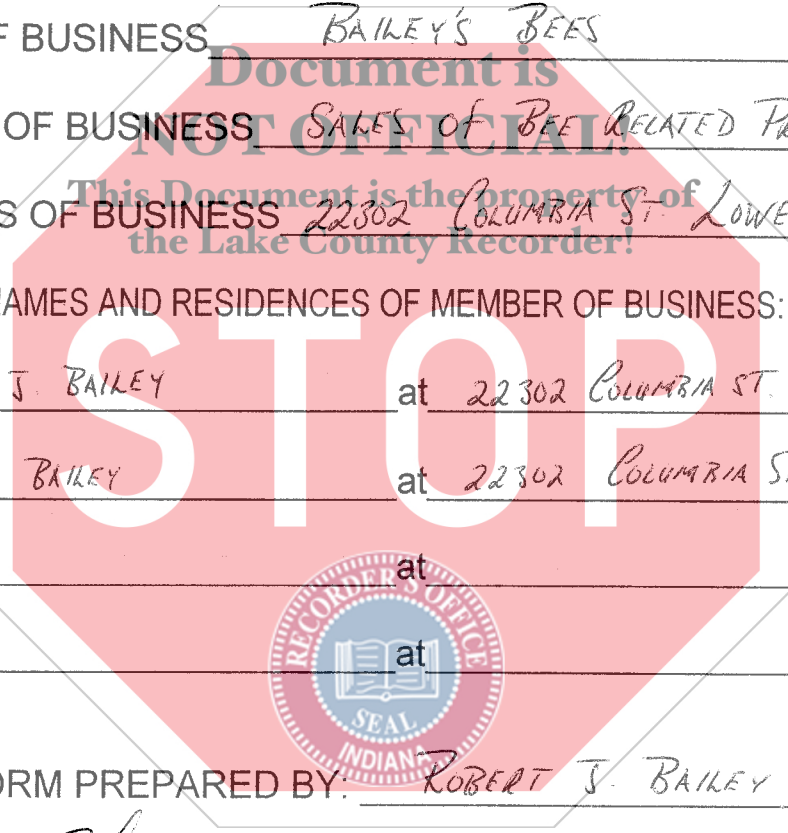 F BUSINESS BAILEY'S BEES
Document is
OF BUSINESS SALES OF BEE RELATED
NOT OFFICIAL!
This Document is the property of
S OF BUSINESS 22302 COLUMBIA ST. LOWE
the Lake County Recorder!
AMES AND RESIDENCES OF MEMBER OF BUSINESS:
STOP
J. BAILEY at 22302 COLUMBIA ST.
BAILEY at 22302 COLUMBIA S
at
at
RECORDER'S OFFICE
SEAL
INDIANA
ORM PREPARED BY: ROBERT J. BAILEY